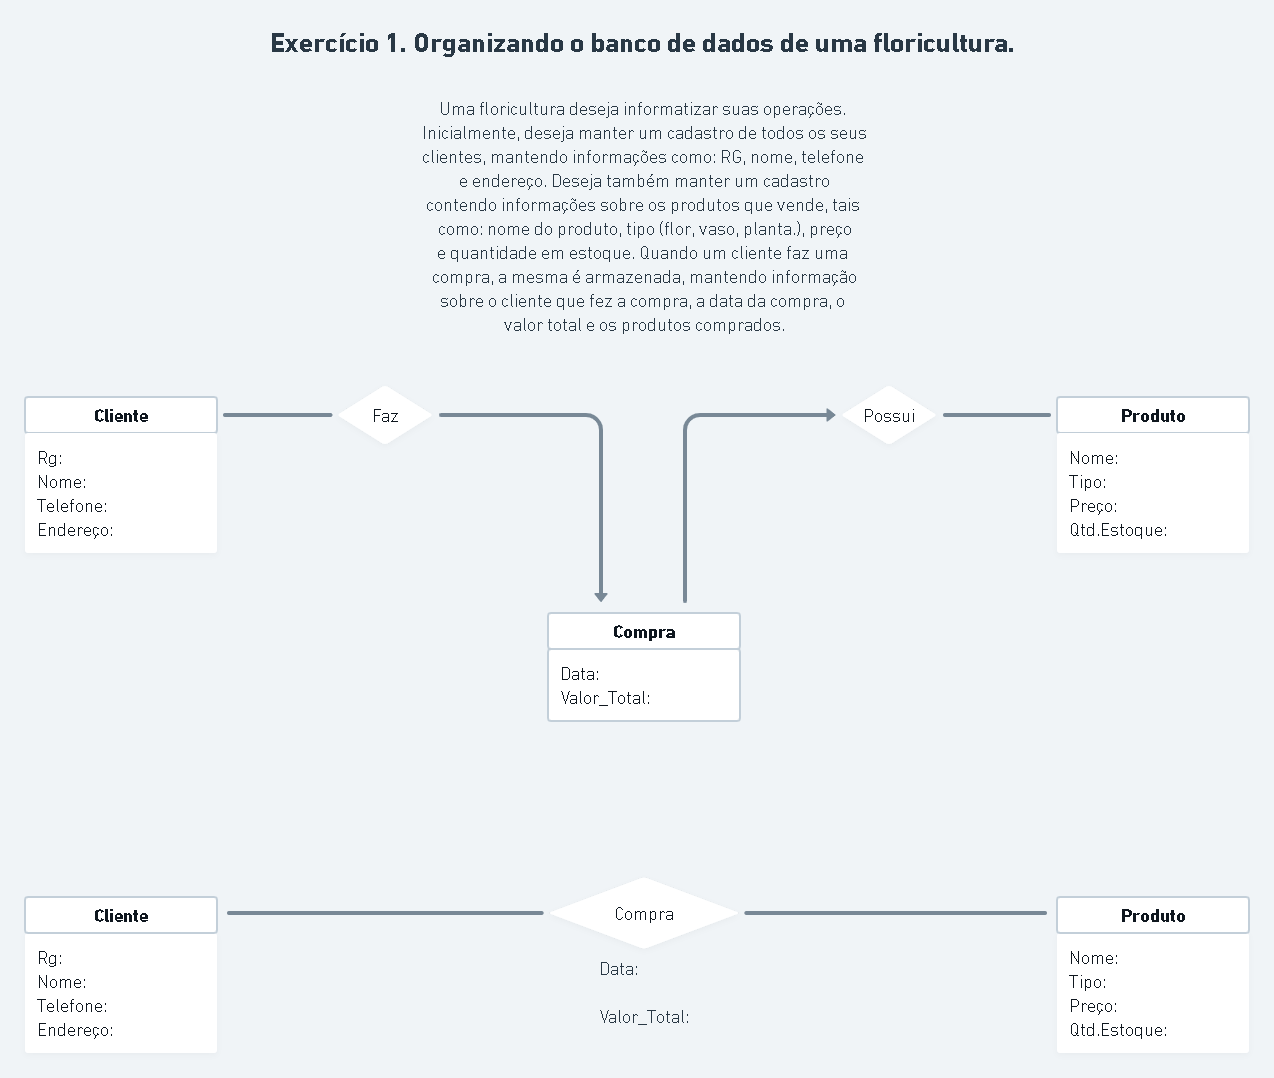 Exercício 1. Organizando o banco de dados de uma floricultura.
Uma floricultura deseja informatizar suas operações.
Inicialmente, deseja manter um cadastro de todos os seus
clientes, mantendo informações como: RG, nome, telefone
e endereço. Deseja também manter um cadastro
contendo informações sobre os produtos que vende, tais
como: nome do produto, tipo (flor, vaso, planta.), preço
e quantidade em estoque. Quando um cliente faz uma
compra, a mesma é armazenada, mantendo informação
sobre o cliente que fez a compra, a data da compra, o
valor total e os produtos comprados.
Cliente
Rg:
Nome:
Telefone:
Endereço:
Faz
Possui
Produto
Nome:
Tipo:
Preço:
Qtd.Estoque:
Compra
Data:
Valor_Total:
Cliente
Rg:
Nome:
Telefone:
Endereço:
Compra
Data:
Valor_Total:
Produto
Nome:
Tipo:
Preço:
Qtd.Estoque: